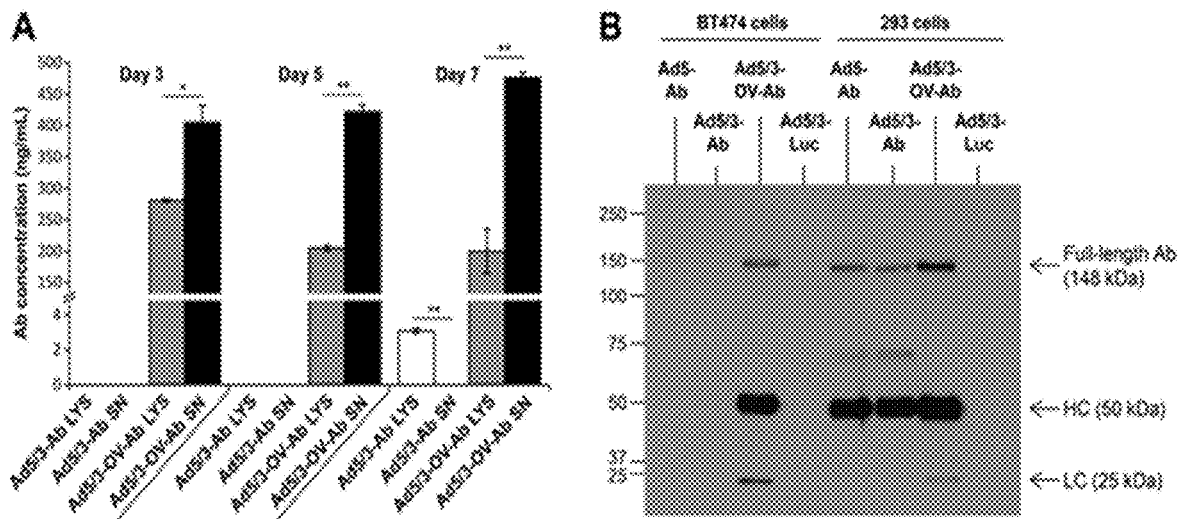 A
Ab concentration (ng/mL)
500
450
400
350
300
250
200
150
4
2
0
Day 3
*
Day 5
**
Day 7
**
**
Ad5/3-Ab LYS
Ad5/3-Ab SN
Ad5/3-OV-Ab LYS
Ad5/3-OV-Ab SN
Ad5/3-Ab LYS
Ad5/3-Ab SN
Ad5/3-OV-Ab LYS
Ad5/3-OV-Ab SN
Ad5/3-Ab LYS
Ad5/3-Ab SN
Ad5/3-OV-Ab LYS
Ad5/3-OV-Ab SN
B
BT474 cells
293 cells
Ad5-
Ab
Ad5/3-
Ab
Ad5/3-
OV-Ab
Ad5/3-
Luc
Ad5-
Ab
Ad5/3-
Ab
Ad5/3-
OV-Ab
Ad5/3-
Luc
250
150
100
75
50
37
25
Full-length Ab
(148 kDa)
HC (50 kDa)
LC (25 kDa)